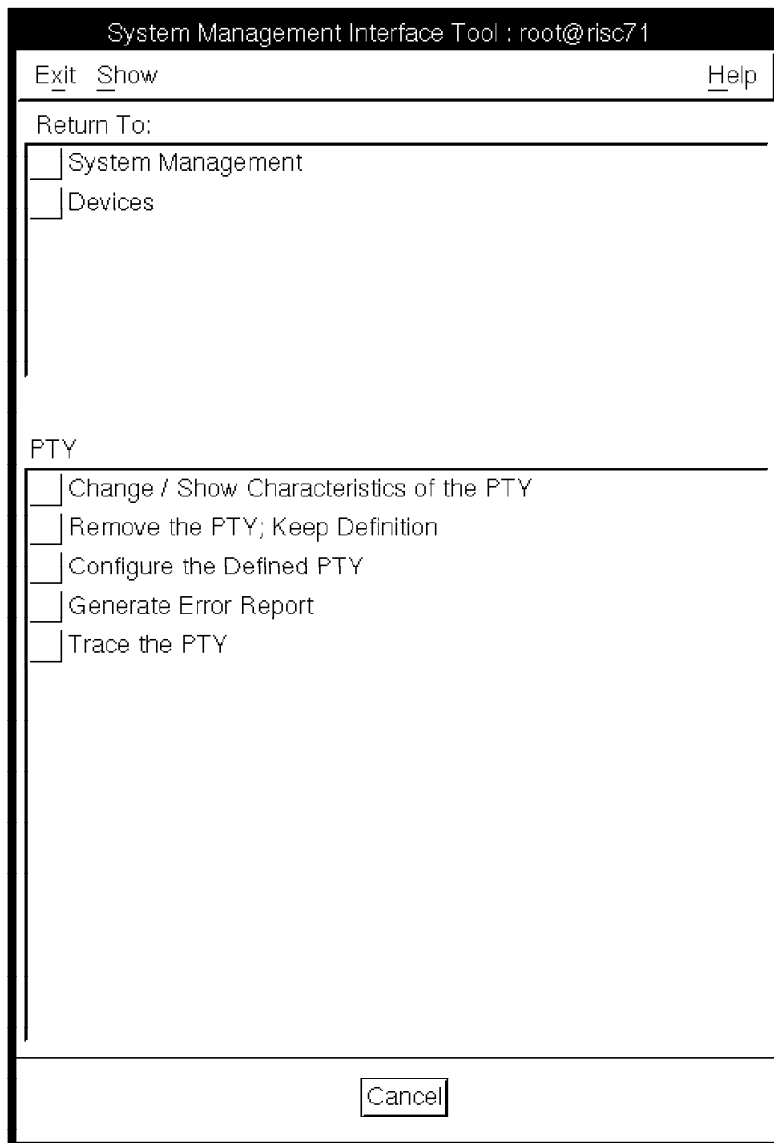 System Management Interface Tool : root@risc71
Exit Show Help
Return To:
System Management
Devices
PTY
Change / Show Characteristics of the PTY
Remove the PTY; Keep Definition
Configure the Defined PTY
Generate Error Report
Trace the PTY
Cancel